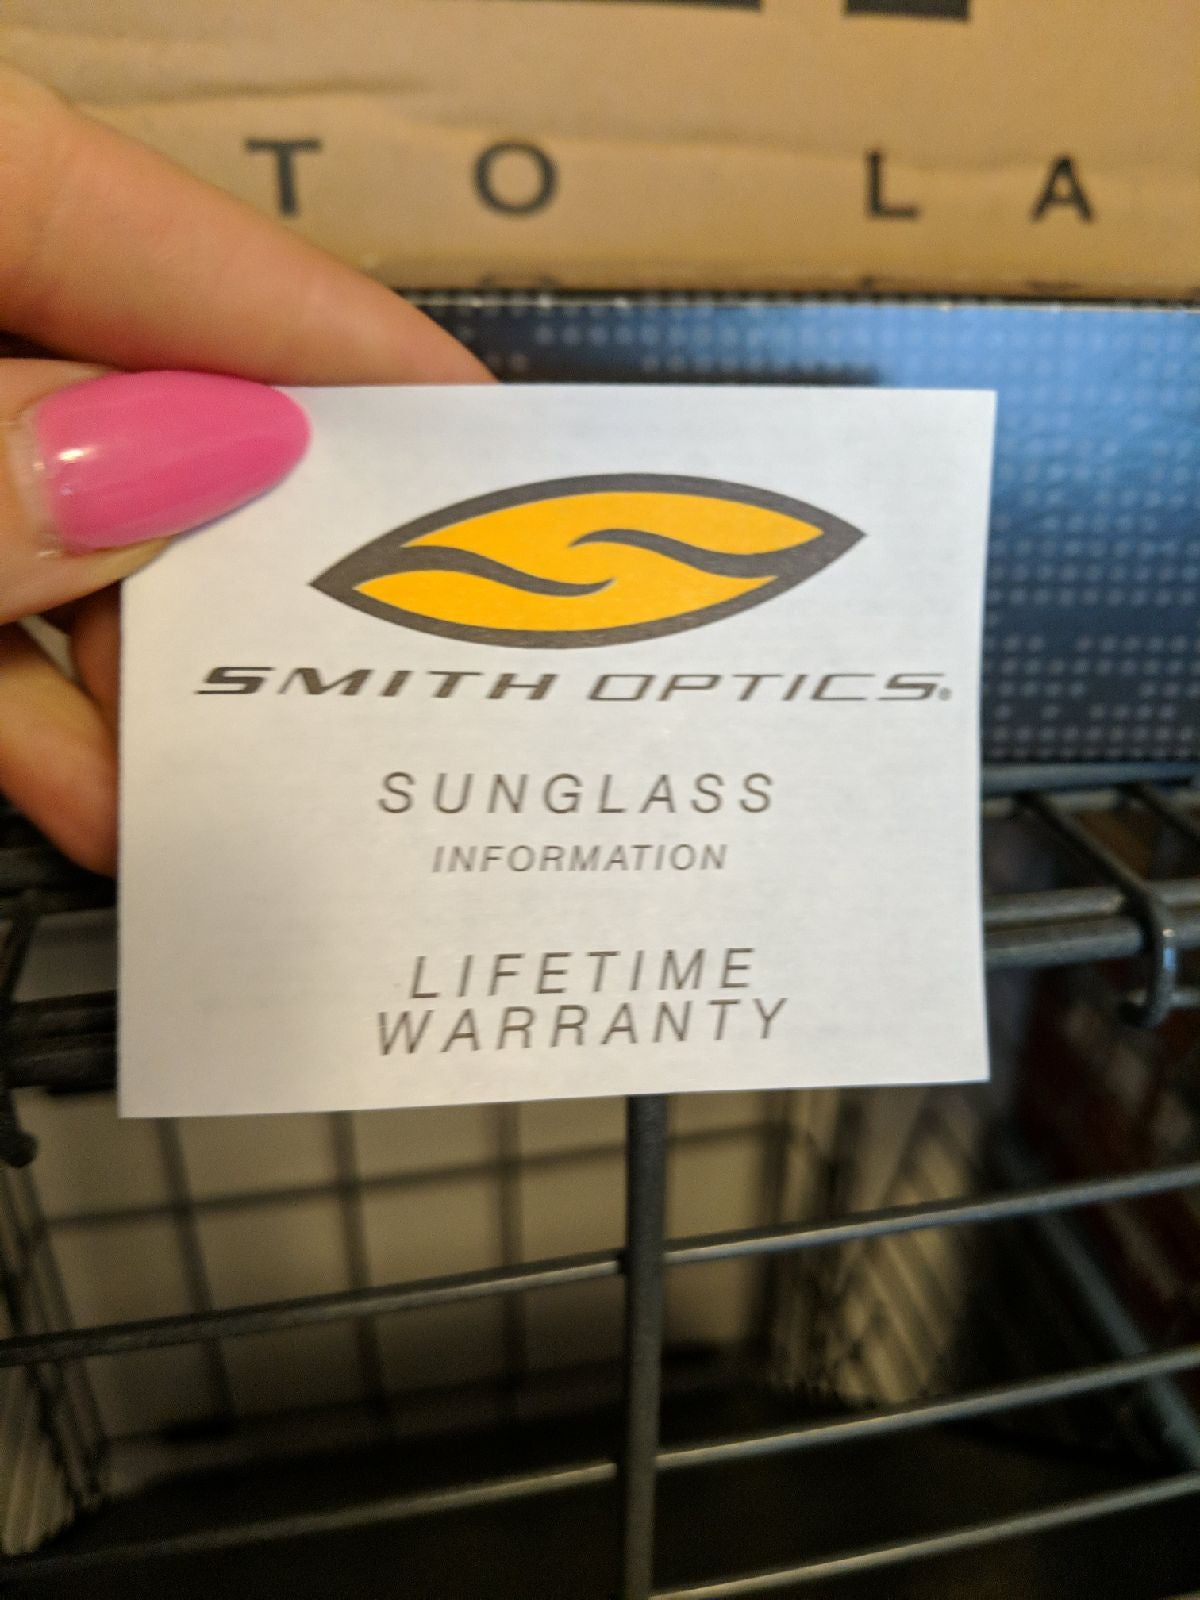 T O L A
SMITH OPTICS®
SUNGLASS
INFORMATION
LIFETIME
WARRANTY